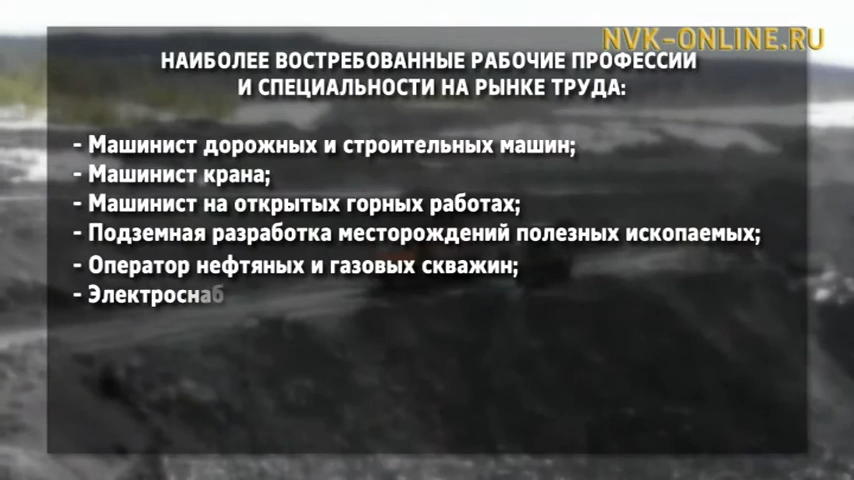 NVK-ONLINE.RU
НАИБОЛЕЕ ВОСТРЕБОВАННЫЕ РАБОЧИЕ ПРОФЕССИИ
И СПЕЦИАЛЬНОСТИ НА РЫНКЕ ТРУДА:
- Машинист дорожных и строительных машин;
- Машинист крана;
- Машинист на открытых горных работах;
- Подземная разработка месторождений полезных ископаемых;
- Оператор нефтяных и газовых скважин;
- Электроснаб